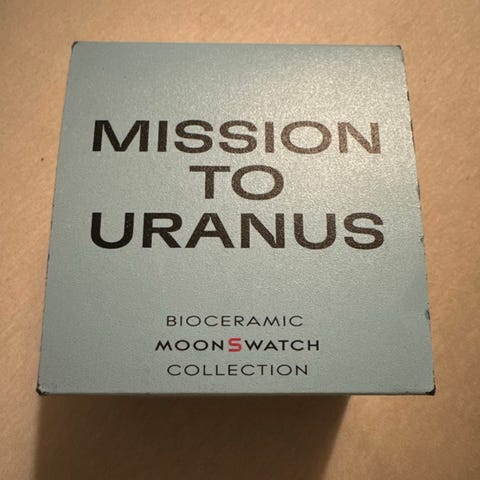 MISSION
TO
URANUS
BIOCERAMIC
MOONSWATCH
COLLECTION